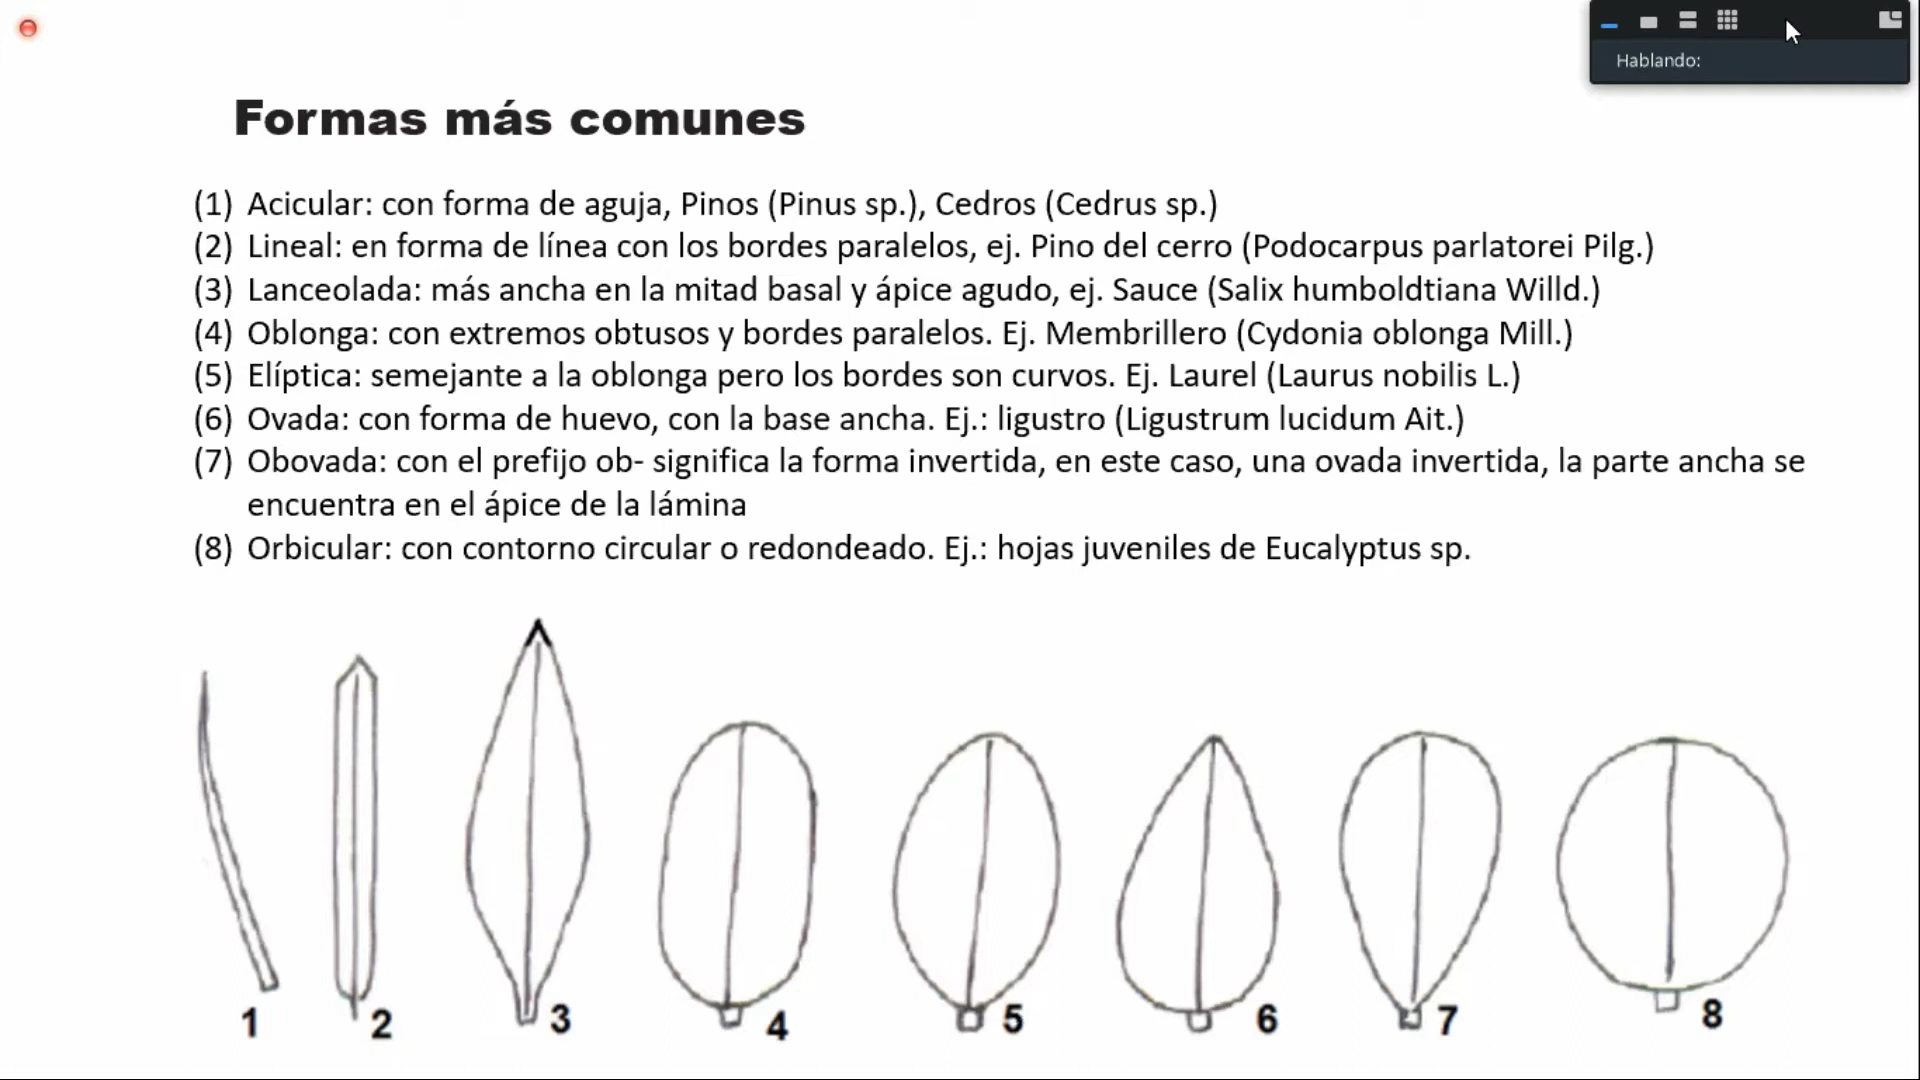 Hablando:
Formas más comunes
(1) Acicular: con forma de aguja, Pinos (Pinus sp.), Cedros (Cedrus sp.)
(2) Lineal: en forma de línea con los bordes paralelos, ej. Pino del cerro (Podocarpus parlatorei Pilg.)
(3) Lanceolada: más ancha en la mitad basal y ápice agudo, ej. Sauce (Salix humboldtiana Willd.)
(4) Oblonga: con extremos obtusos y bordes paralelos. Ej. Membrillero (Cydonia oblonga Mill.)
(5) Elíptica: semejante a la oblonga pero los bordes son curvos. Ej. Laurel (Laurus nobilis L.)
(6) Ovada: con forma de huevo, con la base ancha. Ej.: ligustro (Ligustrum lucidum Ait.)
(7) Obovada: con el prefijo ob- significa la forma invertida, en este caso, una ovada invertida, la parte ancha se
encuentra en el ápice de la lámina
(8) Orbicular: con contorno circular o redondeado. Ej.: hojas juveniles de Eucalyptus sp.
1 2 3 4 5 6 7 8